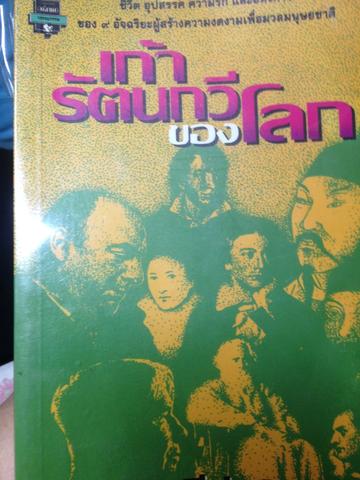 ชีวิต อุปสรรค ความรัก และ
ของ ๙ อัจฉริยะผู้สร้างความงดงามเพื่อมวลมนุษยชาติ
เก้า
รัตนกวี
ของโลก